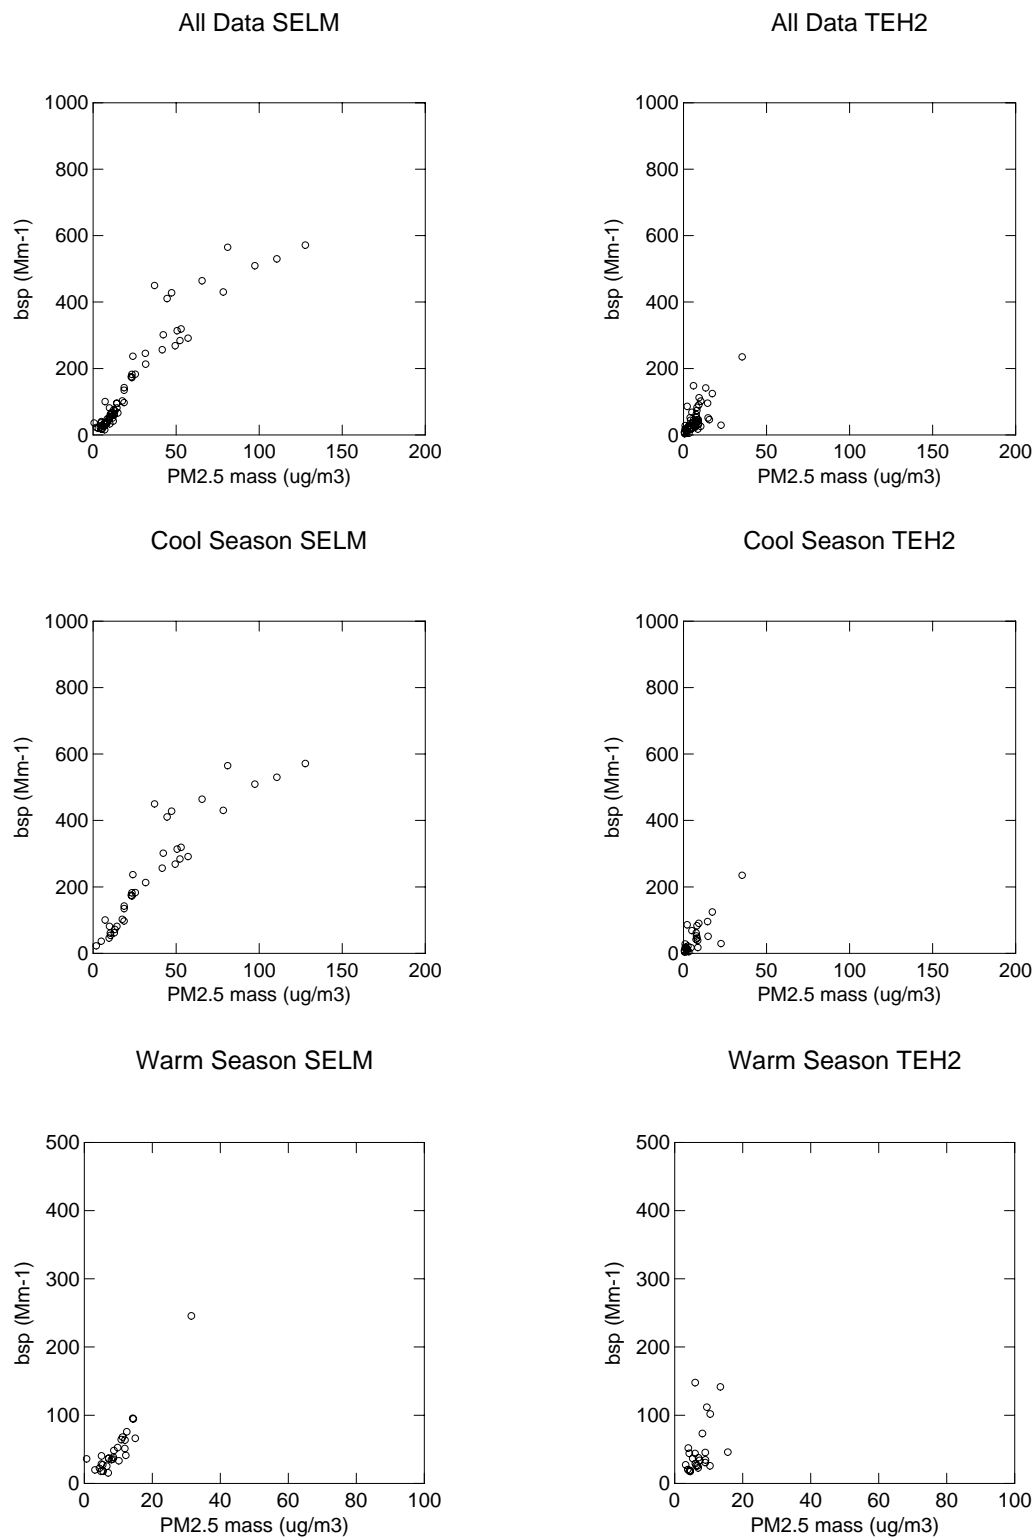 All Data SELM
1000
800
600
400
200
0
bsp (Mm-1)
0 50 100 150 200
PM2.5 mass (ug/m3)
All Data TEH2
1000
800
600
400
200
0
bsp (Mm-1)
0 50 100 150 200
PM2.5 mass (ug/m3)
Cool Season SELM
1000
800
600
400
200
0
bsp (Mm-1)
0 50 100 150 200
PM2.5 mass (ug/m3)
Cool Season TEH2
1000
800
600
400
200
0
bsp (Mm-1)
0 50 100 150 200
PM2.5 mass (ug/m3)
Warm Season SELM
500
400
300
200
100
0
bsp (Mm-1)
0 20 40 60 80 100
PM2.5 mass (ug/m3)
Warm Season TEH2
500
400
300
200
100
0
bsp (Mm-1)
0 20 40 60 80 100
PM2.5 mass (ug/m3)